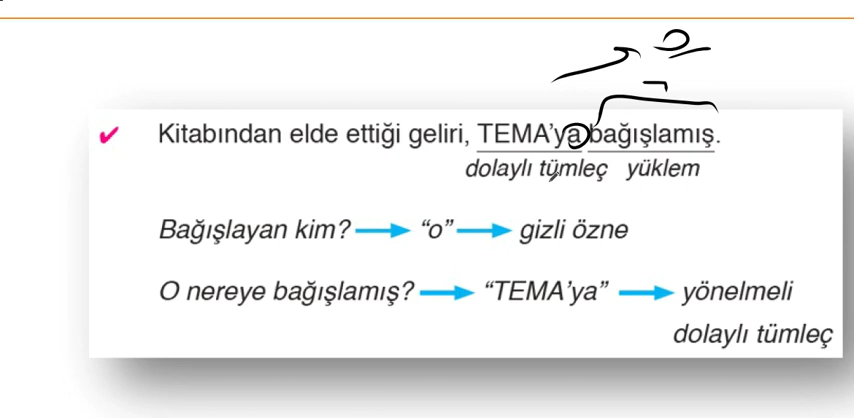 Kitabından elde ettiği geliri, TEMA'ya bağışlamış.
dolaylı tümleç yüklem
Bağışlayan kim? → “o” → gizli özne
O nereye bağışlamış? → “TEMA'ya” → yönelmeli
dolaylı tümleç